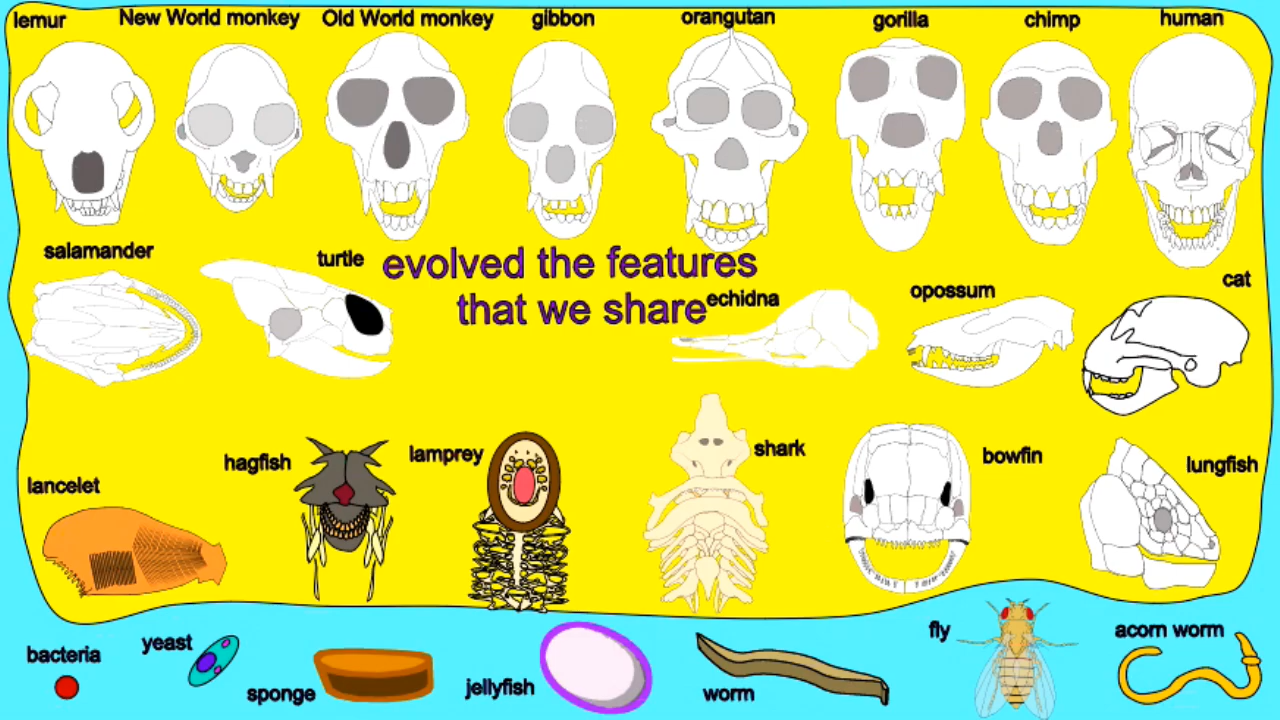 lemur
New World monkey
Old World monkey
gibbon
orangutan
gorilla
chimp
human
salamander
turtle
evolved the features
that we share
echidna
opossum
cat
lancelet
hagfish
lamprey
shark
bowfin
lungfish
bacteria
yeast
sponge
jellyfish
worm
fly
acorn worm